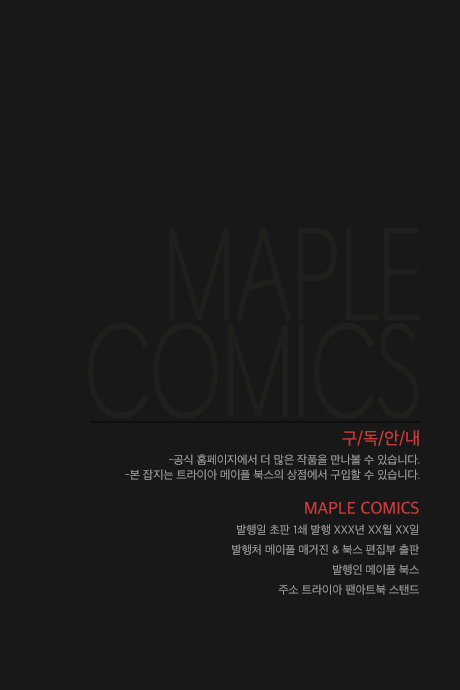 MAPLE
COMICS
구/독/안/내
-공식 홈페이지에서 더 많은 작품을 만나볼 수 있습니다.
-본 잡지는 트라이아 메이플 북스의 상점에서 구입할 수 있습니다.
MAPLE COMICS
발행일 초판 1쇄 발행 XXX년 XX월 XX일
발행처 메이플 매거진 & 북스 편집부 출판
발행인 메이플 북스
주소 트라이아 팬아트북 스탠드